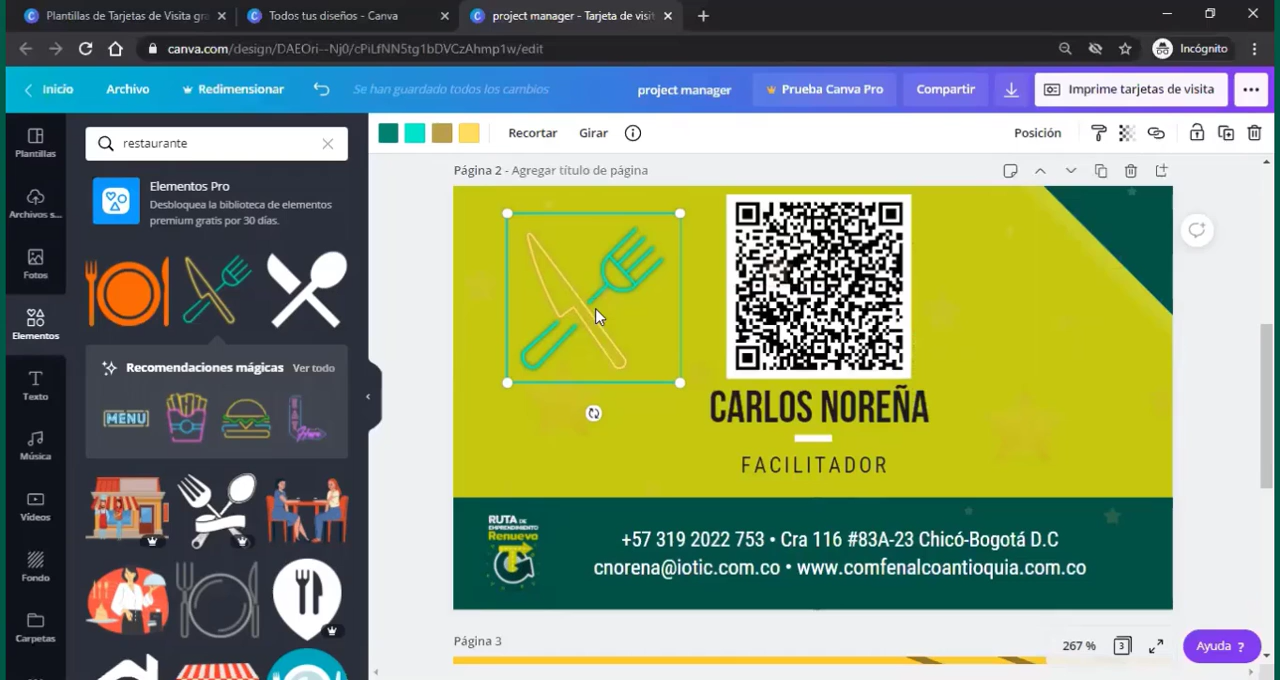 Plantillas de Tarjetas de Visita gra
Todos tus diseños - Canva
project manager - Tarjeta de visit
canva.com/design/DAEOri--Nj0/cPiLfNN5tg1bDVCzAhmp1w/edit
Incógnito
Inicio
Archivo
Redimensionar
Se han guardado todos los cambios
project manager
Prueba Canva Pro
Compartir
Imprime tarjetas de visita
Plantillas
Archivos s...
Fotos
Elementos
Texto
Música
Vídeos
Fondo
Carpetas
restaurante
Elementos Pro
Desbloquea la biblioteca de elementos
premium gratis por 30 días.
Recomendaciones mágicas
Ver todo
MENU
EAT
Here
Recortar
Girar
Posición
Página 2 - Agregar título de página
CARLOS NOREÑA
FACILITADOR
RUTA DE
EMPRENDIMIENTO
Renueva
+57 319 2022 753 • Cra 116 #83A-23 Chicó-Bogotá D.C
cnorena@iotic.com.co • www.comfenalcoantioquia.com.co
Página 3
267 %
3
Ayuda ?